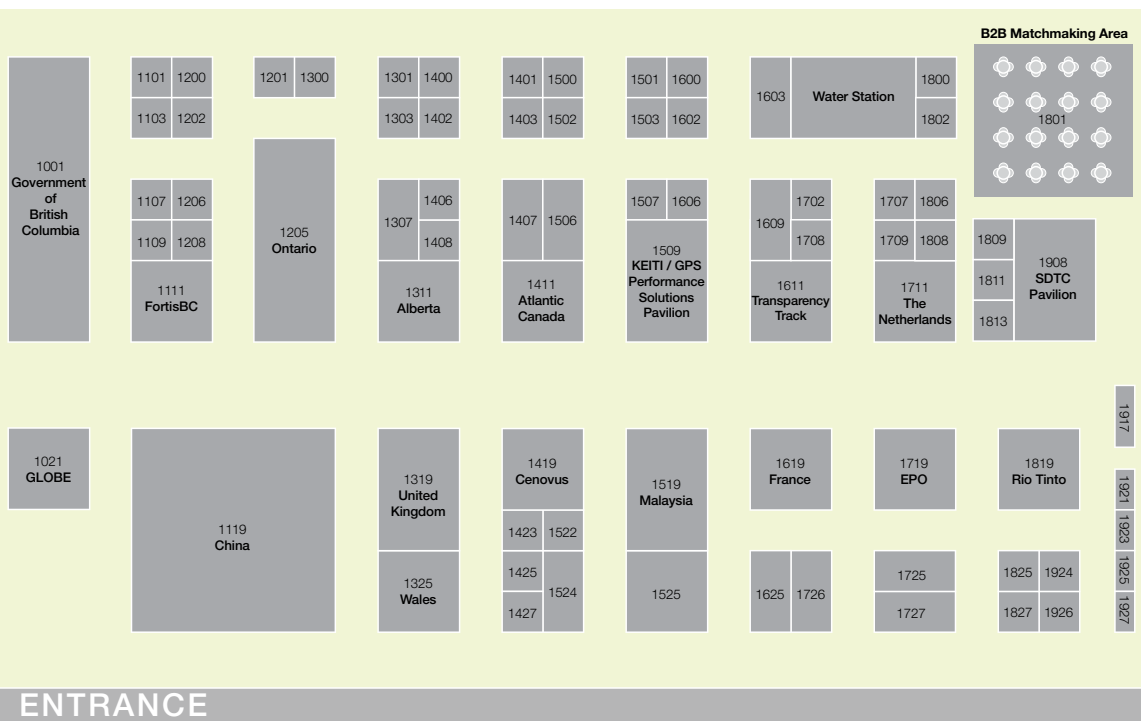 B2B Matchmaking Area
1101 1200
1201 1300
1301 1400
1401 1500
1501 1600
1603
Water Station
1800
1103 1202
1303 1402
1403 1502
1503 1602
1802
1801
1001
Government
of
British
Columbia
1107 1206
1109 1208
1111
FortisBC
1205
Ontario
1307
1406
1408
1311
Alberta
1407 1506
1411
Atlantic
Canada
1507 1606
1509
KEITI / GPS
Performance
Solutions
Pavilion
1609
1702
1708
1611
Transparency
Track
1707 1806
1709 1808
1711
The
Netherlands
1809
1811
1813
1908
SDTC
Pavilion
1917
1021
GLOBE
1119
China
1319
United
Kingdom
1325
Wales
1419
Cenovus
1423 1522
1425
1427
1524
1519
Malaysia
1525
1619
France
1625 1726
1719
EPO
1725
1727
1819
Rio Tinto
1825 1924
1827 1926
1921
1923
1925
1927
ENTRANCE